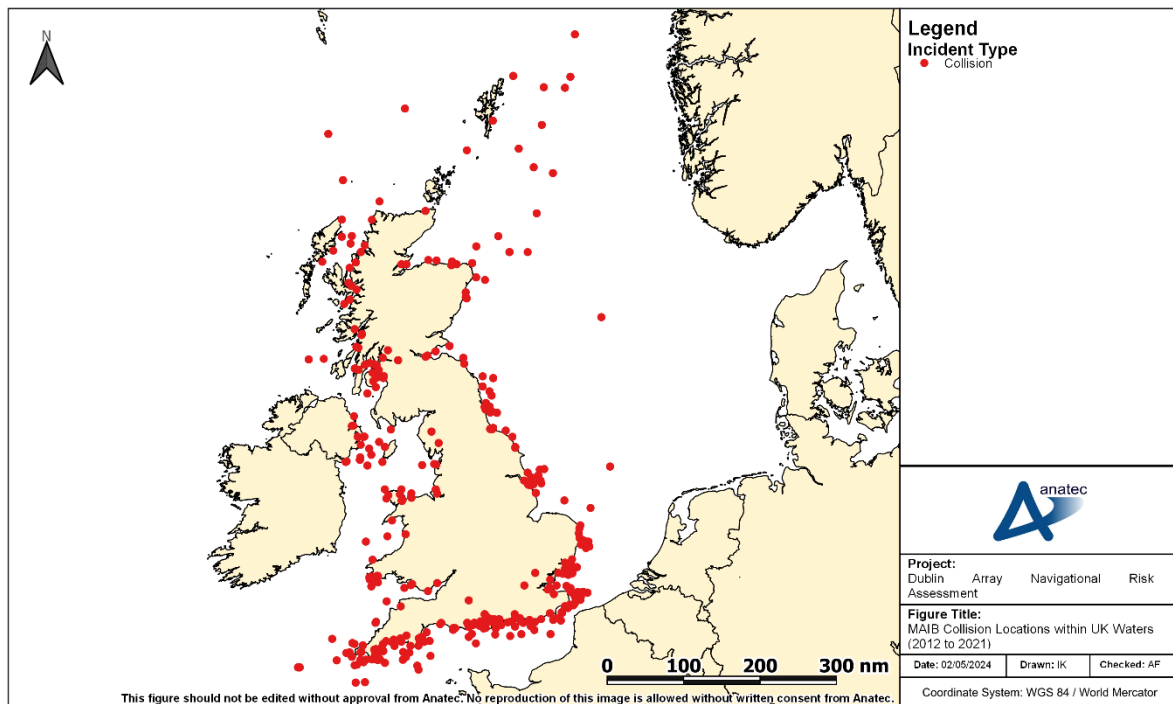 N
Legend
Incident Type
Collision
anatec
Project:
Dublin Array Navigational Risk
Assessment
Figure Title:
MAIB Collision Locations within UK Waters
(2012 to 2021)
Date: 02/05/2024 Drawn: IK Checked: AF
Coordinate System: WGS 84 / World Mercator
0 100 200 300 nm
This figure should not be edited without approval from Anatec. No reproduction of this image is allowed without written consent from Anatec.